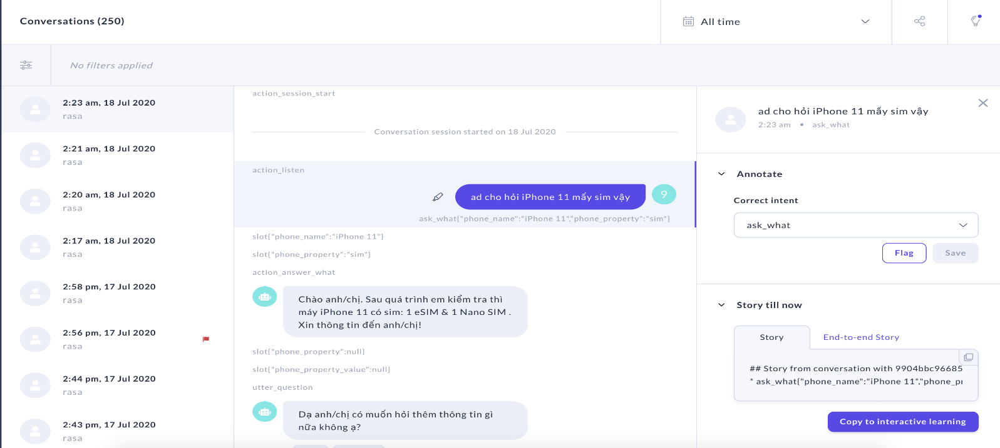 Conversations (250)
All time
No filters applied
2:23 am, 18 Jul 2020
rasa
2:21 am, 18 Jul 2020
rasa
2:20 am, 18 Jul 2020
rasa
2:17 am, 18 Jul 2020
rasa
2:58 pm, 17 Jul 2020
rasa
2:56 pm, 17 Jul 2020
rasa
2:44 pm, 17 Jul 2020
rasa
2:43 pm, 17 Jul 2020
rasa
action_session_start
Conversation session started on 18 Jul 2020
action_listen
ad cho hỏi iPhone 11 mấy sim vậy
9
ask_what{"phone_name":"iPhone 11","phone_property":"sim"}
slot{"phone_name":"iPhone 11"}
slot{"phone_property":"sim"}
action_answer_what
Chào anh/chị. Sau quá trình em kiểm tra thì
máy iPhone 11 có sim: 1 eSIM & 1 Nano SIM .
Xin thông tin đến anh/chị!
slot{"phone_property":null}
slot{"phone_property_value":null}
utter_question
Dạ anh/chị có muốn hỏi thêm thông tin gì
nữa không ạ?
ad cho hỏi iPhone 11 mấy sim vậy
2:23 am • ask_what
Annotate
Correct intent
ask_what
Flag Save
Story till now
Story End-to-end Story
## Story from conversation with 9904bbc96685
* ask_what{"phone_name":"iPhone 11","phone_pr
Copy to interactive learning